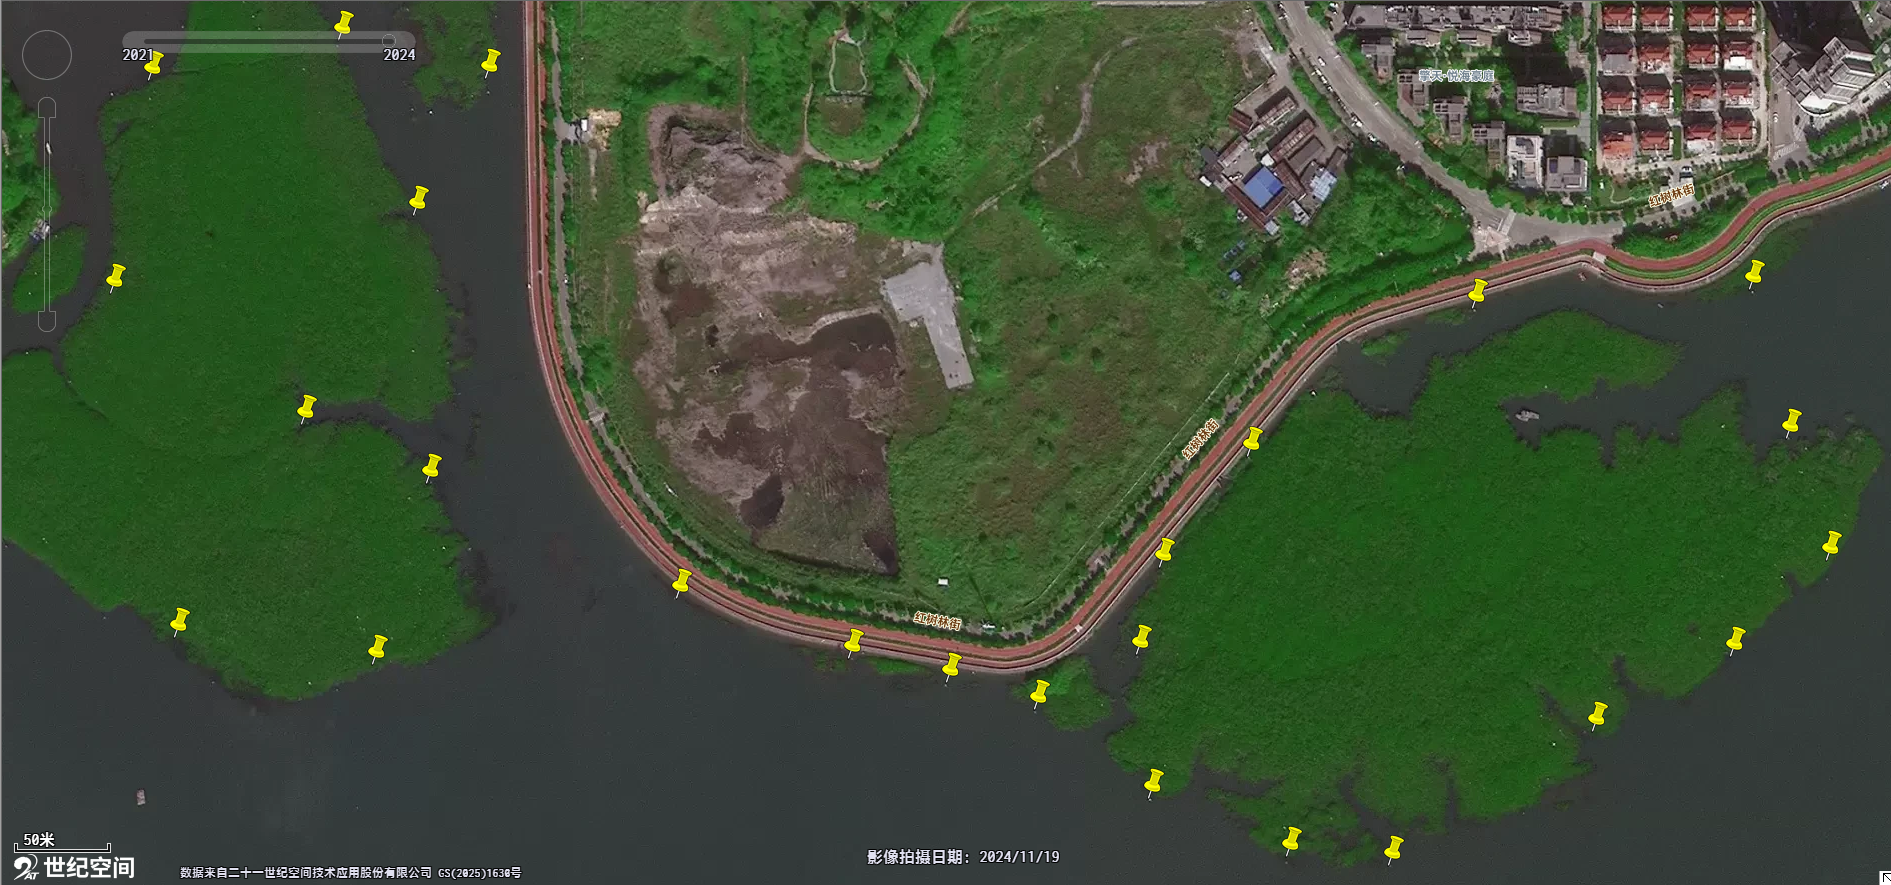 2021
2024
擎天·悦海豪庭
红树林街
红树林街
红树林街
50米
世纪空间
数据来自二十一世纪空间技术应用股份有限公司 GS(2025)1630号
影像拍摄日期: 2024/11/19